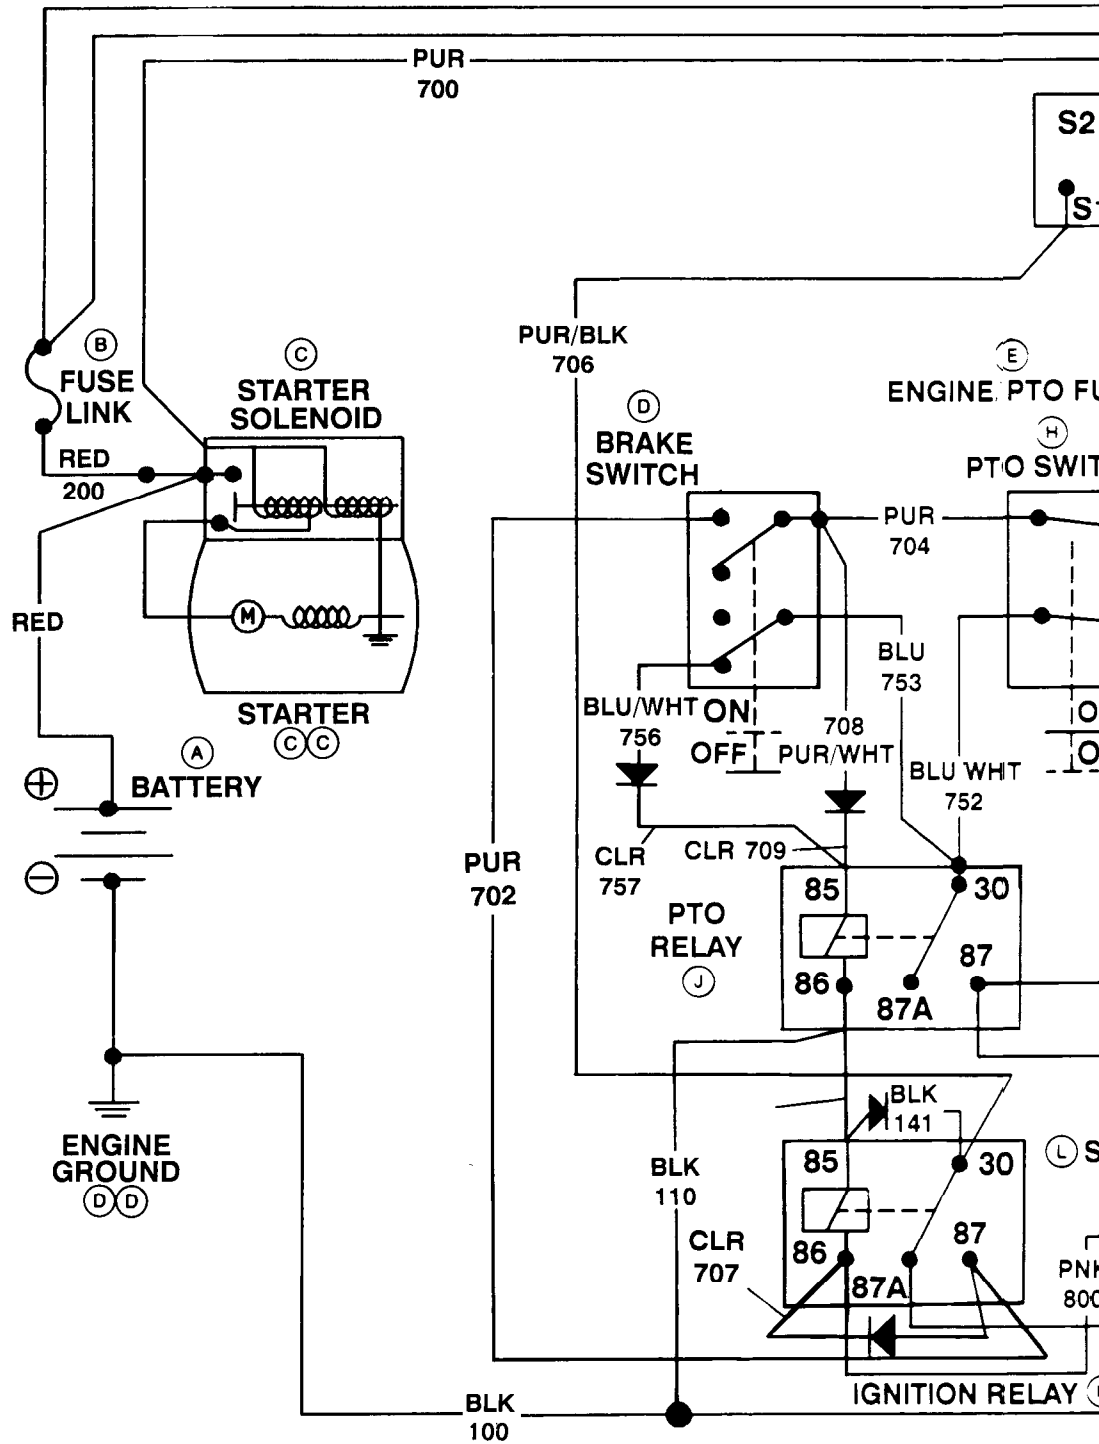 PUR
700
S2
S1
PUR/BLK
706
B
FUSE
LINK
C
STARTER
SOLENOID
D
BRAKE
SWITCH
E
ENGINE PTO FU
H
PTO SWIT
RED
200
PUR
704
RED
M
BLU
753
STARTER
C C
BLU/WHT
756
ON
OFF
708
PUR/WHT
O
O
BLU WHT
752
A
BATTERY
+
−
CLR
757
CLR 709
PUR
702
PTO
RELAY
J
85
30
86
87
87A
BLK
141
ENGINE
GROUND
D D
BLK
110
85
30
L S
CLR
707
86
87
87A
PNK
800
IGNITION RELAY
BLK
100